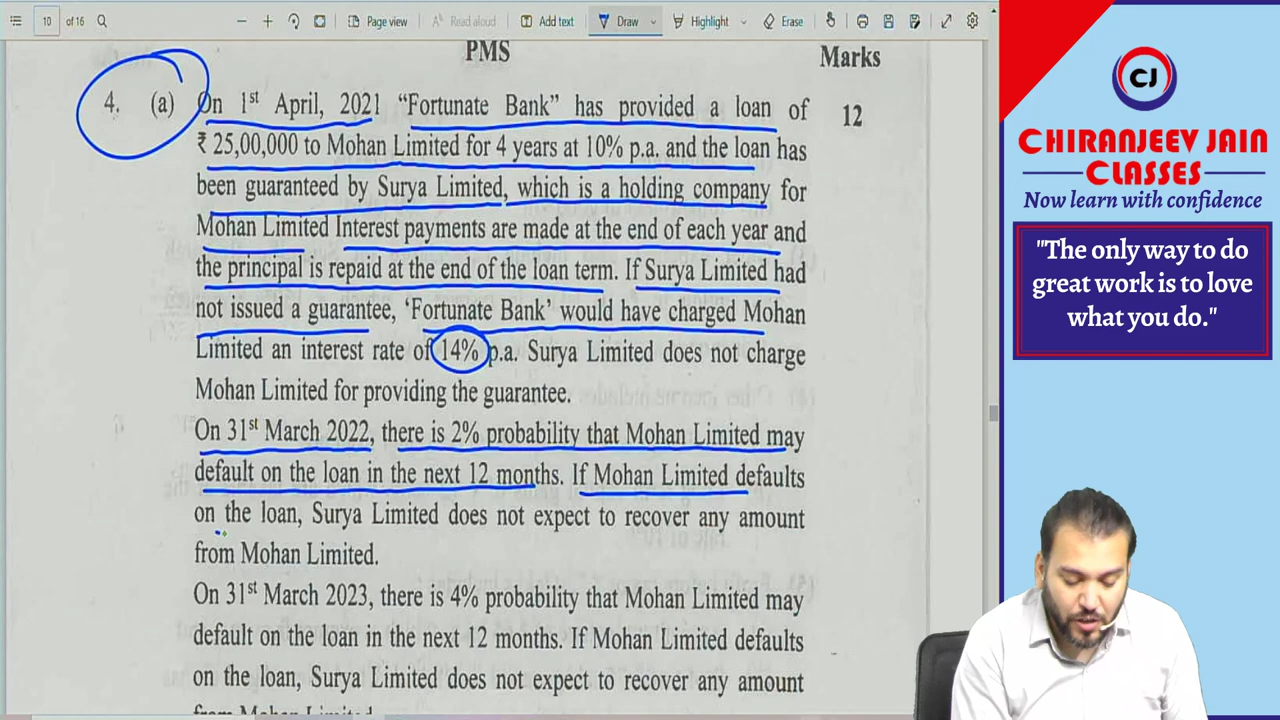 10 of 16
Page view
Read aloud
Add text
Draw
Highlight
Erase
PMS
Marks
4. (a) On 1st April, 2021 “Fortunate Bank” has provided a loan of 12
₹ 25,00,000 to Mohan Limited for 4 years at 10% p.a. and the loan has
been guaranteed by Surya Limited, which is a holding company for
Mohan Limited Interest payments are made at the end of each year and
the principal is repaid at the end of the loan term. If Surya Limited had
not issued a guarantee, ‘Fortunate Bank’ would have charged Mohan
Limited an interest rate of 14% p.a. Surya Limited does not charge
Mohan Limited for providing the guarantee.
On 31st March 2022, there is 2% probability that Mohan Limited may
default on the loan in the next 12 months. If Mohan Limited defaults
on the loan, Surya Limited does not expect to recover any amount
from Mohan Limited.
On 31st March 2023, there is 4% probability that Mohan Limited may
default on the loan in the next 12 months. If Mohan Limited defaults
on the loan, Surya Limited does not expect to recover any amount
from Mohan Limited
CJ
CHIRANJEEV JAIN
CLASSES
Now learn with confidence
"The only way to do
great work is to love
what you do."